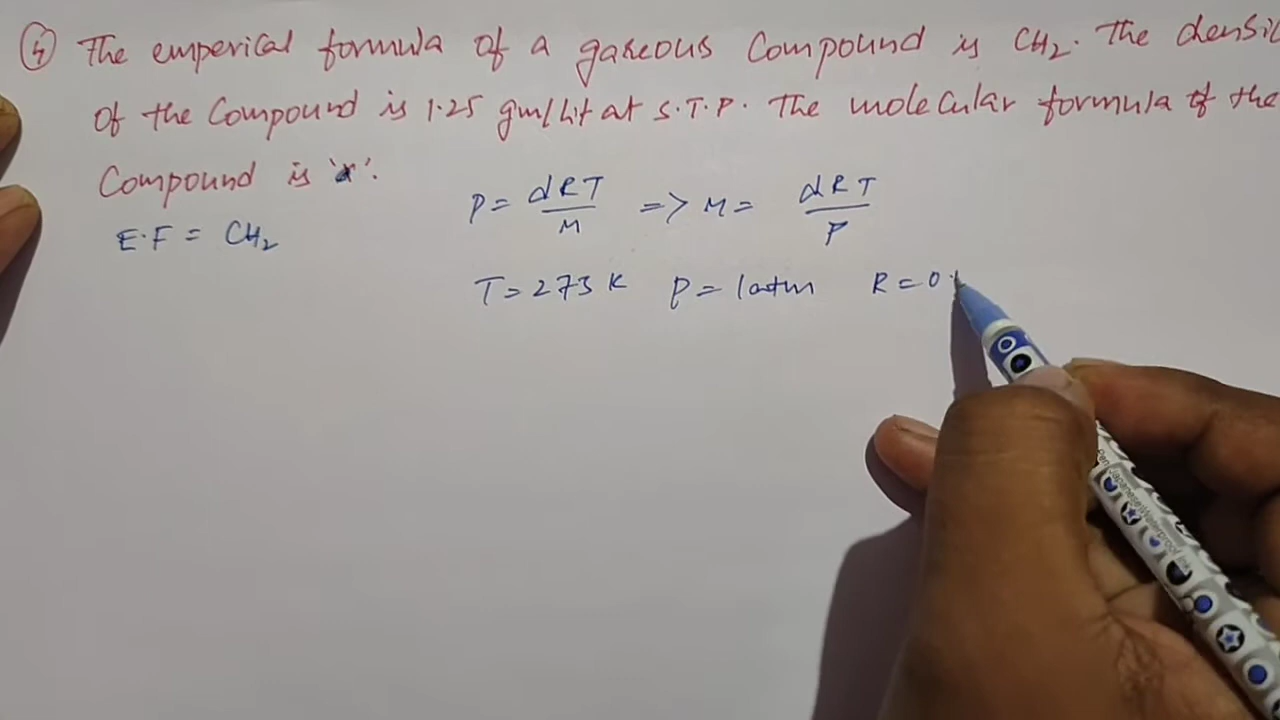 4 The emperical formula of a gaseous Compound is CH2. The densi
of the Compound is 1.25 gm/Lit at S.T.P. The molecular formula of the
Compound is 'x'.
E.F = CH2
P = dRT/M => M = dRT/P
T = 273 K P = 1atm R = 0.